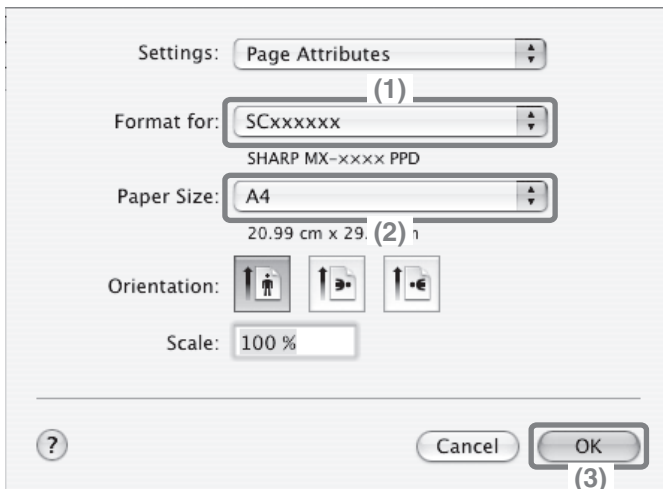 Settings: Page Attributes
(1)
Format for: SCxxxxxx
SHARP MX-xxxx PPD
Paper Size: A4
20.99 cm x 29. (2)
Orientation:
Scale: 100 %
? Cancel OK
(3)